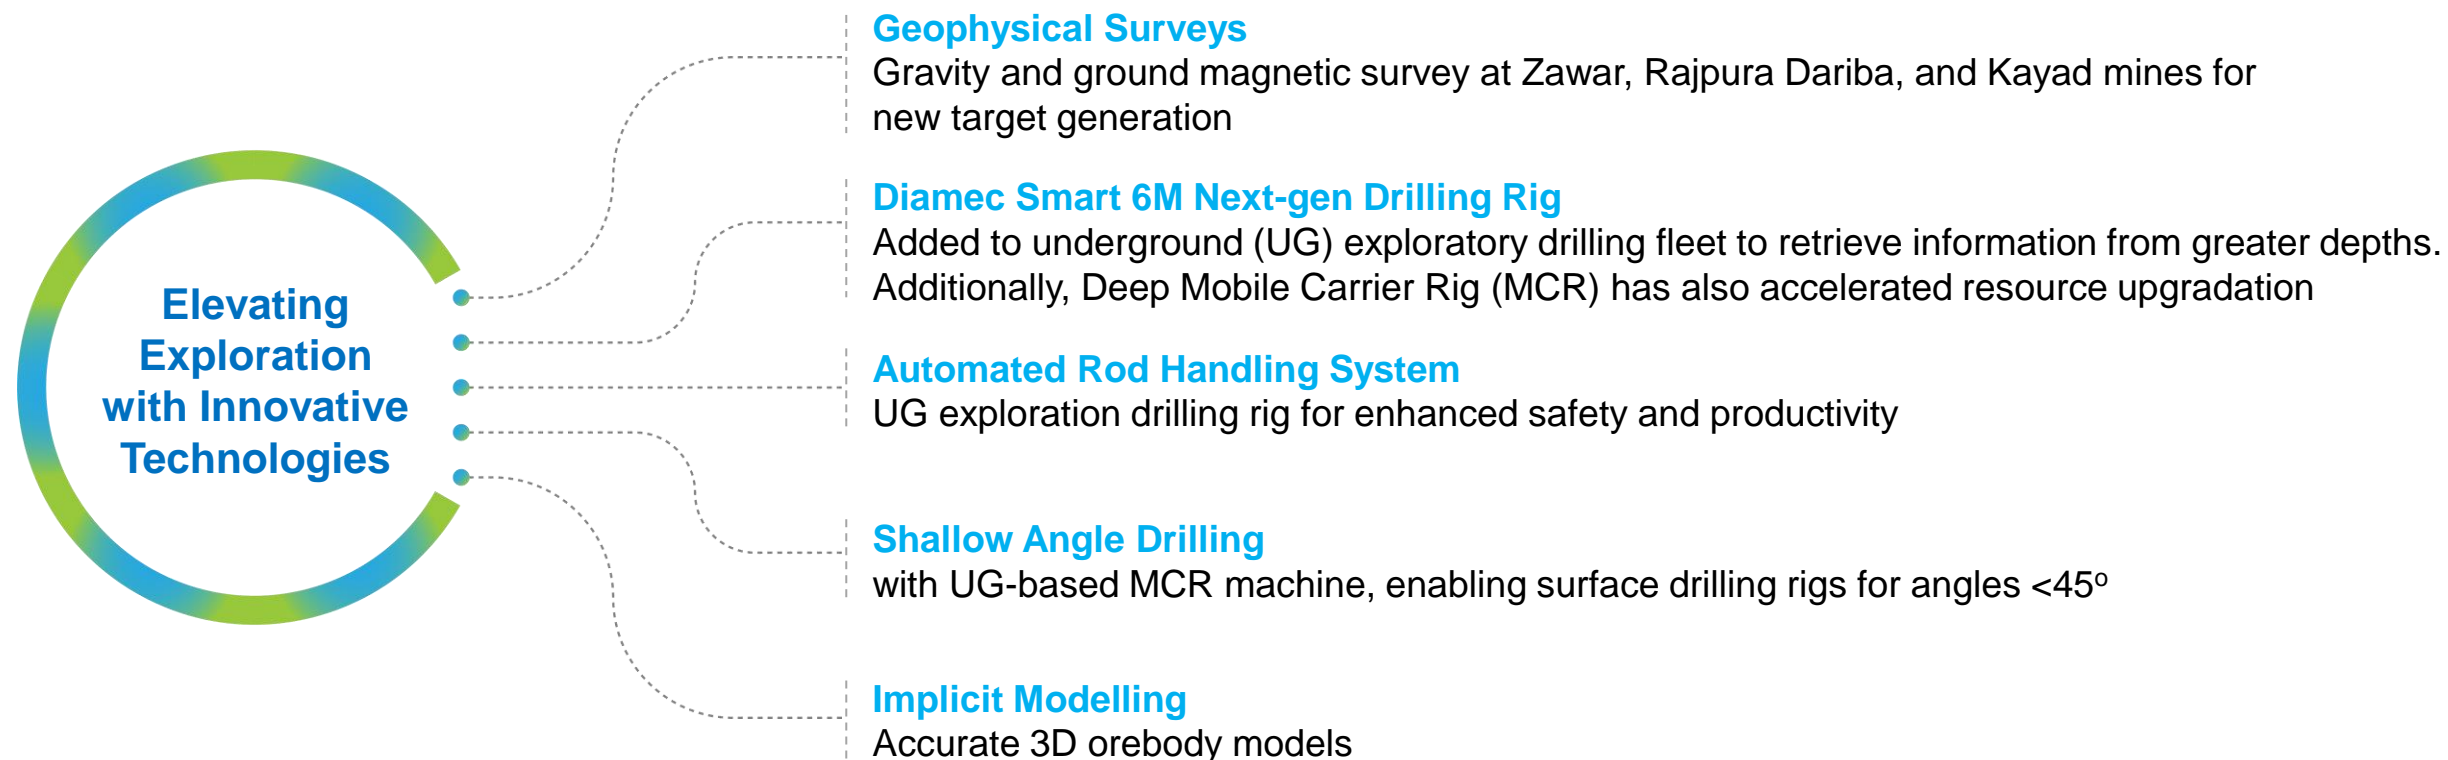 Elevating
Exploration
with Innovative
Technologies
Geophysical Surveys
Gravity and ground magnetic survey at Zawar, Rajpura Dariba, and Kayad mines for
new target generation
Diamec Smart 6M Next-gen Drilling Rig
Added to underground (UG) exploratory drilling fleet to retrieve information from greater depths.
Additionally, Deep Mobile Carrier Rig (MCR) has also accelerated resource upgradation
Automated Rod Handling System
UG exploration drilling rig for enhanced safety and productivity
Shallow Angle Drilling
with UG-based MCR machine, enabling surface drilling rigs for angles <45º
Implicit Modelling
Accurate 3D orebody models